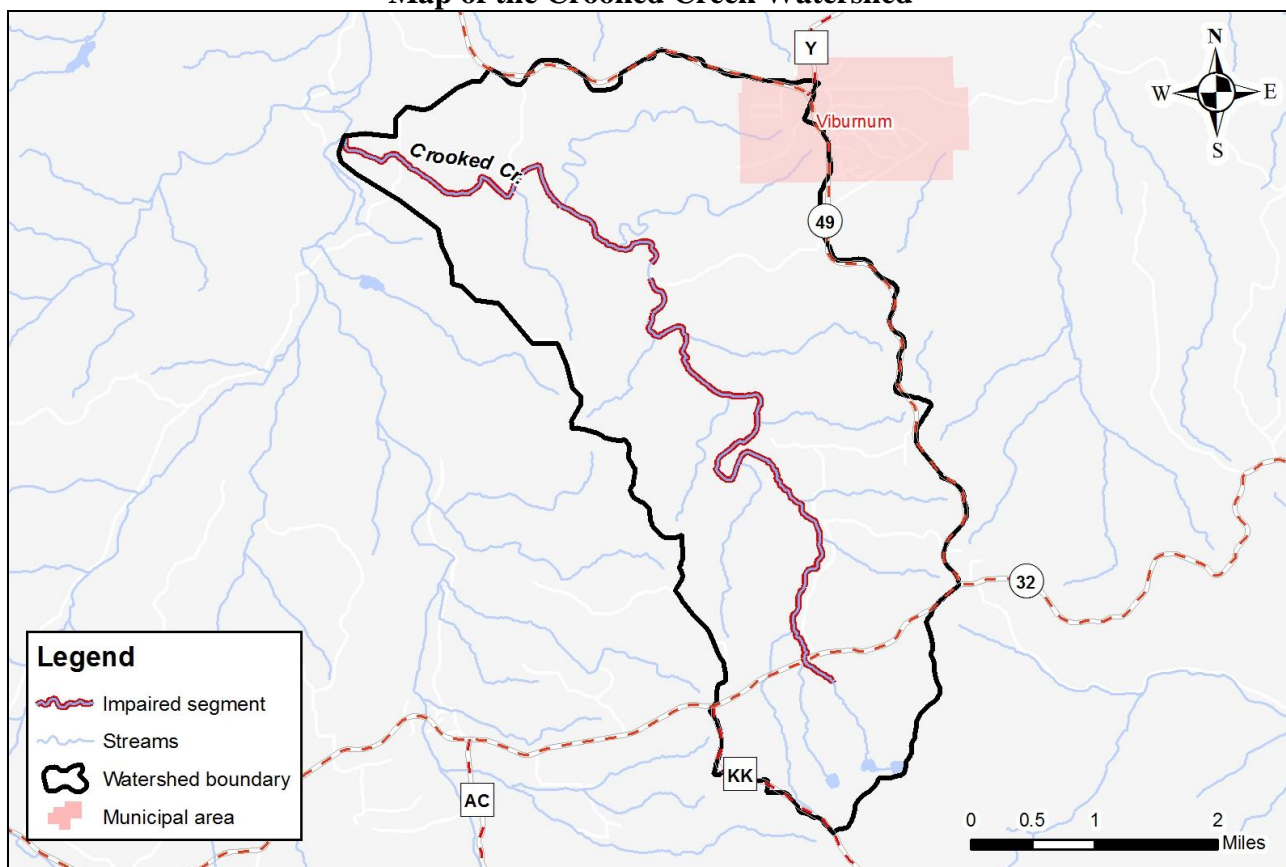 Map of the Crooked Creek Watershed
Y
N
W E
S
Viburnum
Crooked Cr.
49
32
Legend
Impaired segment
Streams
Watershed boundary
Municipal area
KK
AC
0 0.5 1 2
Miles